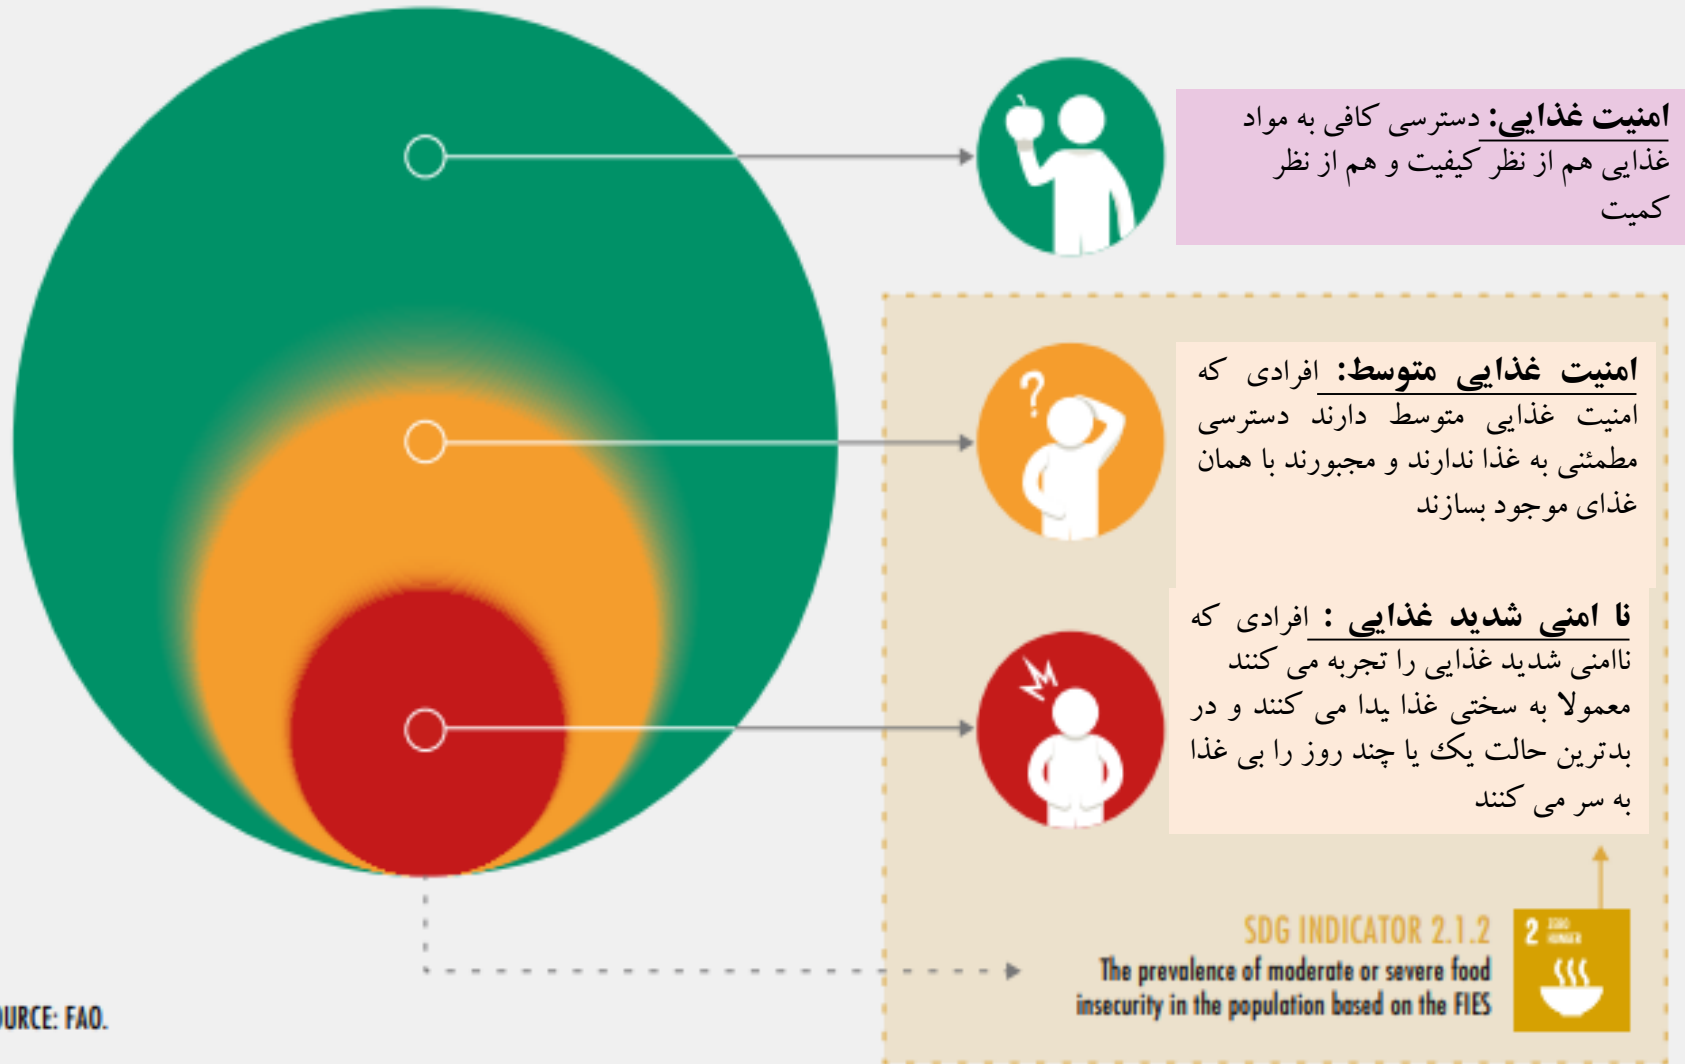 امنیت غذایی: دسترسی کافی به مواد
غذایی هم از نظر کیفیت و هم از نظر
کمیت
?
امنیت غذایی متوسط: افرادی که
امنیت غذایی متوسط دارند دسترسی
مطمئنی به غذا ندارند و مجبورند با همان
غذای موجود بسازند
نا امنی شدید غذایی : افرادی که
ناامنی شدید غذایی را تجربه می کنند
معمولا به سختی غذا پیدا می کنند و در
بدترین حالت یک یا چند روز را بی غذا
به سر می کنند
SDG INDICATOR 2.1.2
The prevalence of moderate or severe food
insecurity in the population based on the FIES
2 ZERO
HUNGER
OURCE: FAO.